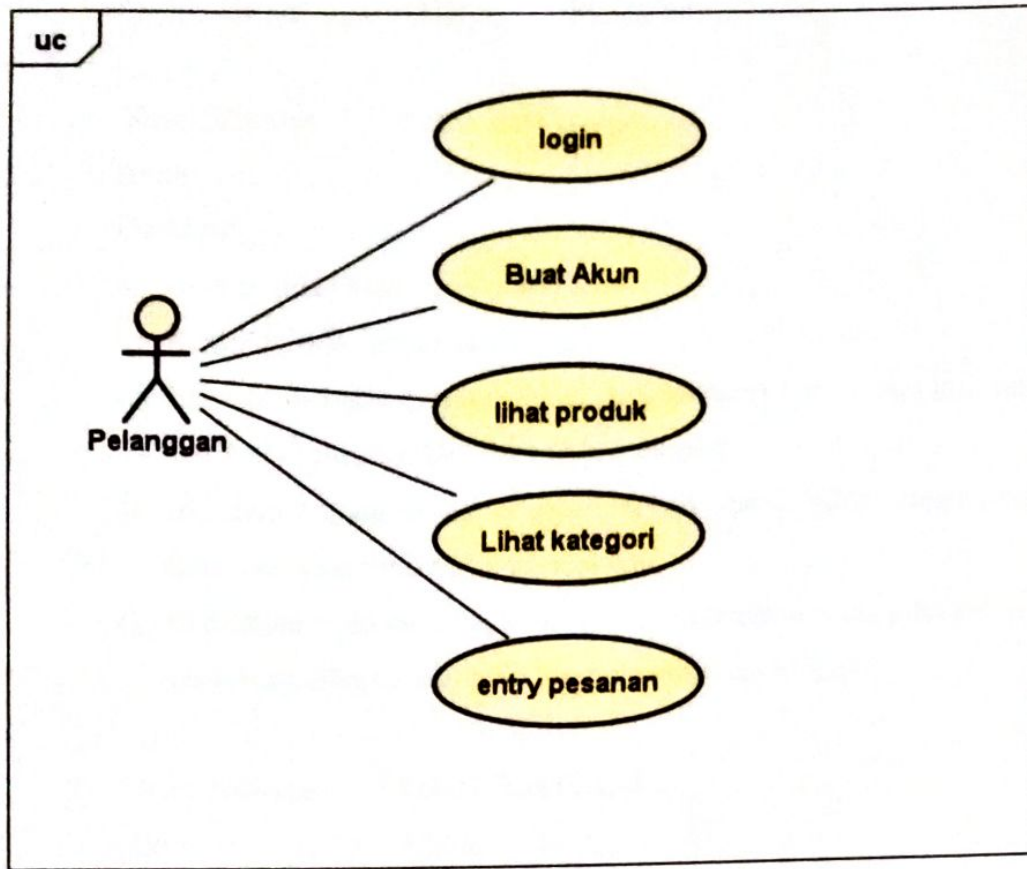 uc
login
Buat Akun
lihat produk
Pelanggan
Lihat kategori
entry pesanan